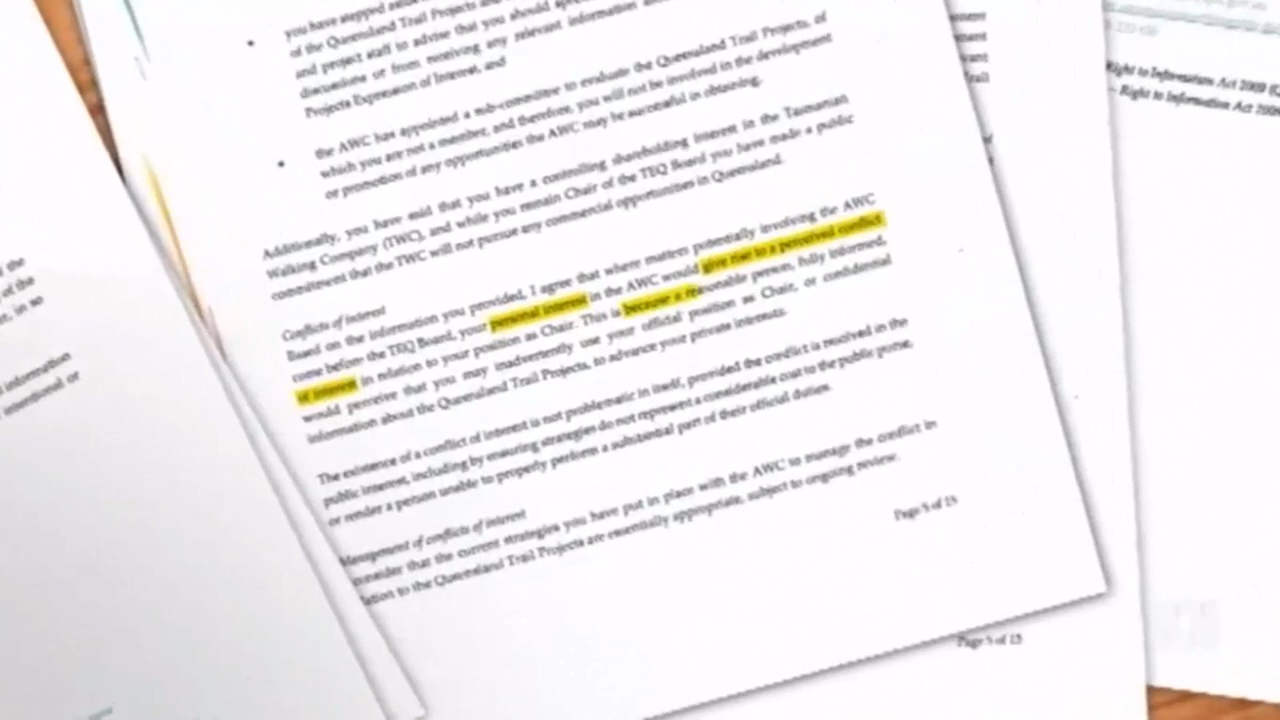 of the Queensland Trail Projects and
and project staff to advise that you should
discussions or from receiving any relevant information
Projects Expression of Interest, and
• the AWC has appointed a sub-committee to evaluate the Queensland Trail Projects, of
which you are not a member, and therefore, you will not be involved in the development
or promotion of any opportunities the AWC may be successful in obtaining.
Additionally, you have said that you have a controlling shareholding interest in the Tasmanian
Walking Company (TWC), and while you remain Chair of the TEQ Board you have made a public
commitment that the TWC will not pursue any commercial opportunities in Queensland.
Conflicts of interest
Based on the information you provided, I agree that where matters potentially involving the AWC
come before the TEQ Board, your personal interest in the AWC would give rise to a perceived conflict
of interest in relation to your position as Chair. This is because a reasonable person, fully informed,
would perceive that you may inadvertently use your official position as Chair, or confidential
information about the Queensland Trail Projects, to advance your private interests.
The existence of a conflict of interest is not problematic in itself, provided the conflict is resolved in the
public interest, including by ensuring strategies do not represent a considerable cost to the public purse,
or render a person unable to properly perform a substantial part of their official duties.
Management of conflicts of interest
consider that the current strategies you have put in place with the AWC to manage the conflict in
lation to the Queensland Trail Projects are essentially appropriate, subject to ongoing review.
Page 5 of 13
Page 5 of 13
Right to Information Act 2009
– Right to Information Act 2009
the
of the
, in so
information
intentional or